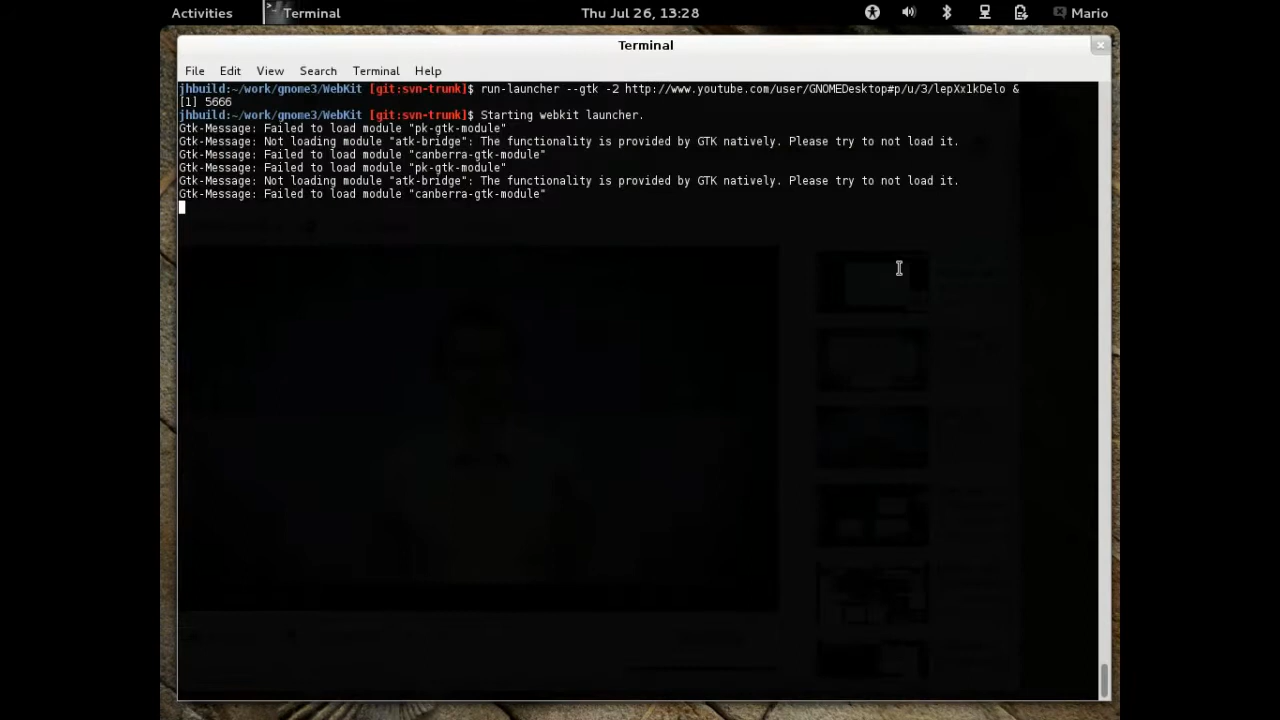 Activities Terminal Thu Jul 26, 13:28 Mario
Terminal
File Edit View Search Terminal Help
jhbuild:~/work/gnome3/WebKit [git:svn-trunk]$ run-launcher --gtk -2 http://www.youtube.com/user/GNOMEDesktop#p/u/3/lepXx1kDelo &
[1] 5666
jhbuild:~/work/gnome3/WebKit [git:svn-trunk]$ Starting webkit launcher.
Gtk-Message: Failed to load module "pk-gtk-module"
Gtk-Message: Not loading module "atk-bridge": The functionality is provided by GTK natively. Please try to not load it.
Gtk-Message: Failed to load module "canberra-gtk-module"
Gtk-Message: Failed to load module "pk-gtk-module"
Gtk-Message: Not loading module "atk-bridge": The functionality is provided by GTK natively. Please try to not load it.
Gtk-Message: Failed to load module "canberra-gtk-module"